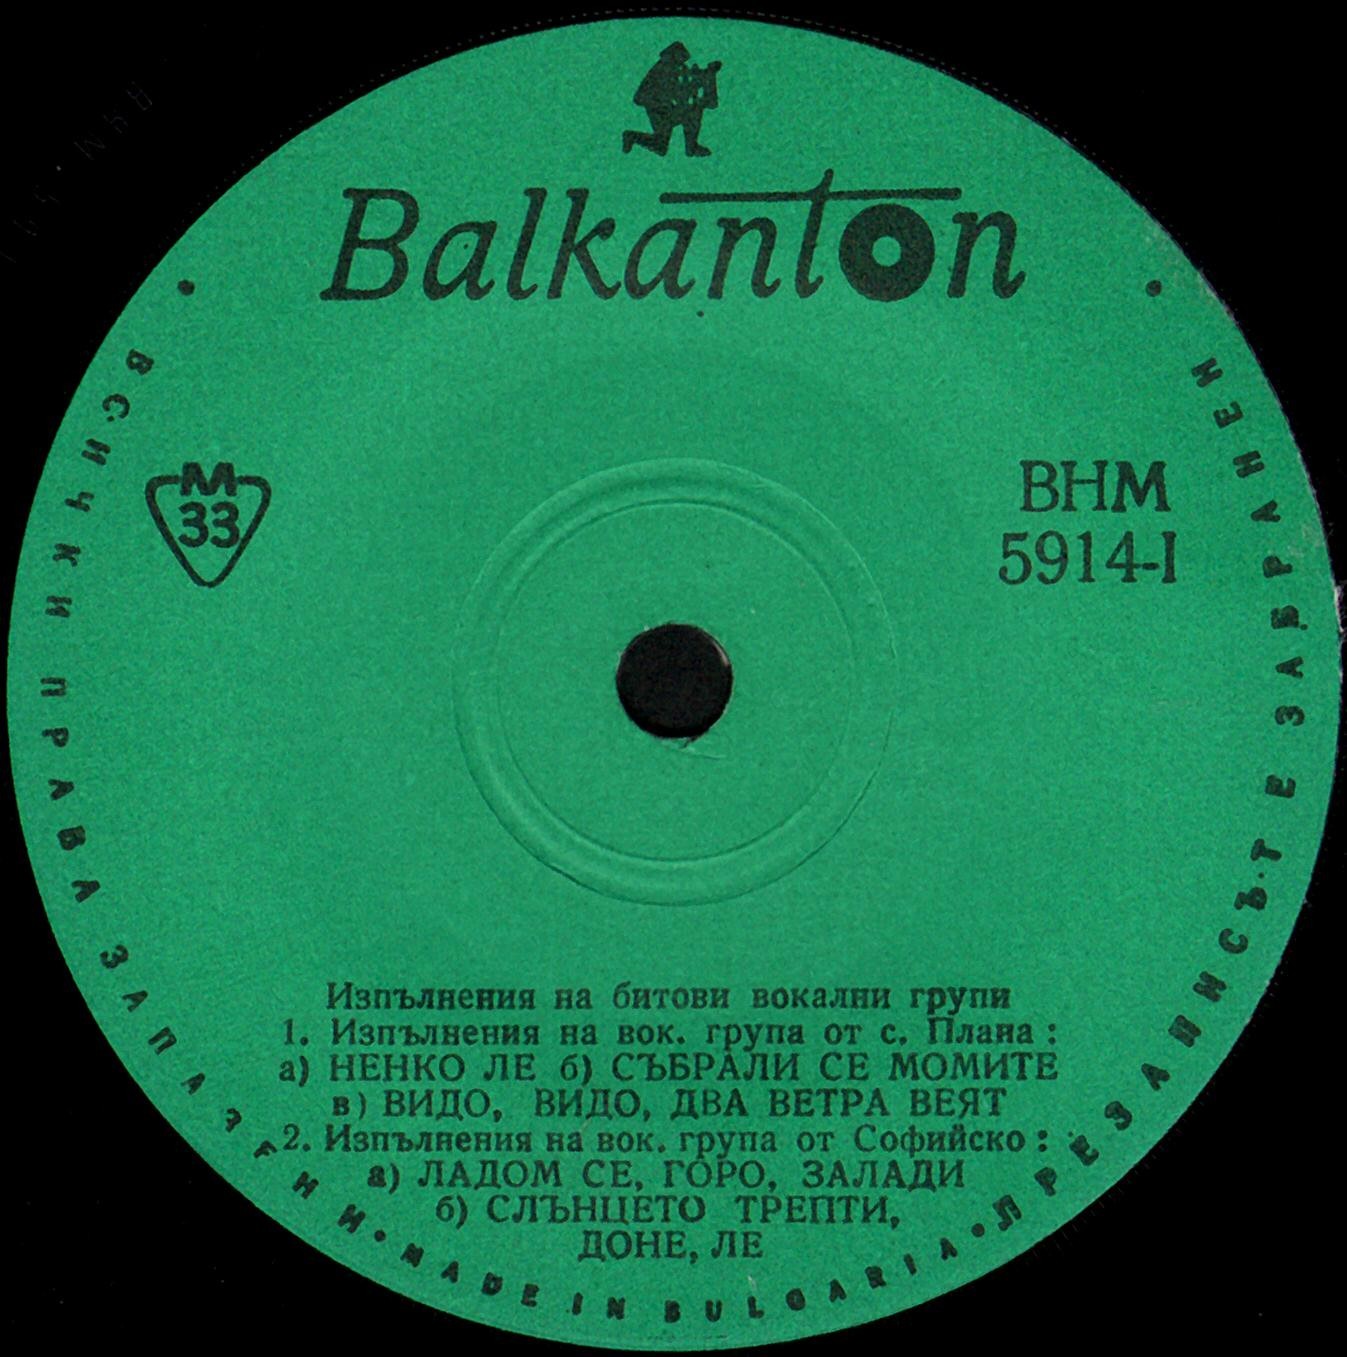 Balkanton
M
33
ВНМ
5914-I
Изпълнения на битови вокални групи
1. Изпълнения на вок. група от с. Плана :
а) НЕНКО ЛЕ б) СЪБРАЛИ СЕ МОМИТЕ
в) ВИДО, ВИДО, ДВА ВЕТРА ВЕЯТ
2. Изпълнения на вок. група от Софийско :
а) ЛАДОМ СЕ, ГОРО, ЗАЛАДИ
б) СЛЪНЦЕТО ТРЕПТИ,
ДОНЕ, ЛЕ
• ВСИЧКИ ПРАВА ЗАПАЗЕНИ • MADE IN BULGARIA • ПРЕЗАПИСЪТ Е ЗАБРАНЕН •